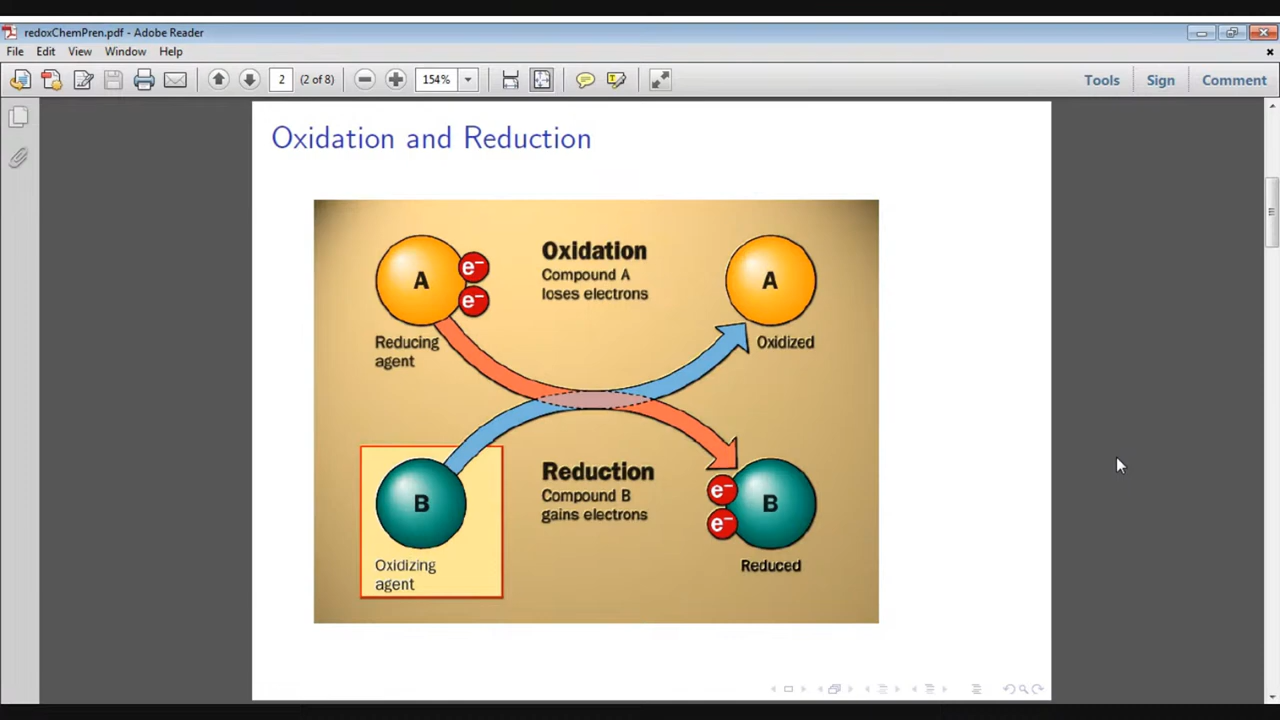 redoxChemPren.pdf - Adobe Reader
File Edit View Window Help
2 (2 of 8) 154% Tools Sign Comment
Oxidation and Reduction
A e⁻ e⁻
Reducing
agent
Oxidation
Compound A
loses electrons
A
Oxidized
B
Oxidizing
agent
Reduction
Compound B
gains electrons
e⁻ e⁻ B
Reduced